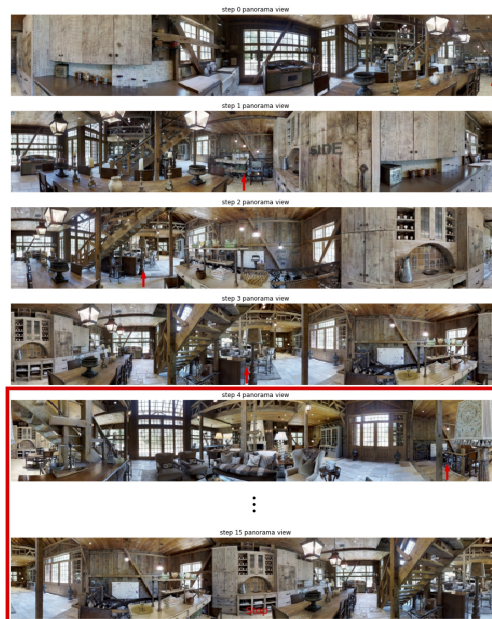 step 0 panorama view
step 1 panorama view
SIDE
step 2 panorama view
step 3 panorama view
step 4 panorama view
step 15 panorama view
stop